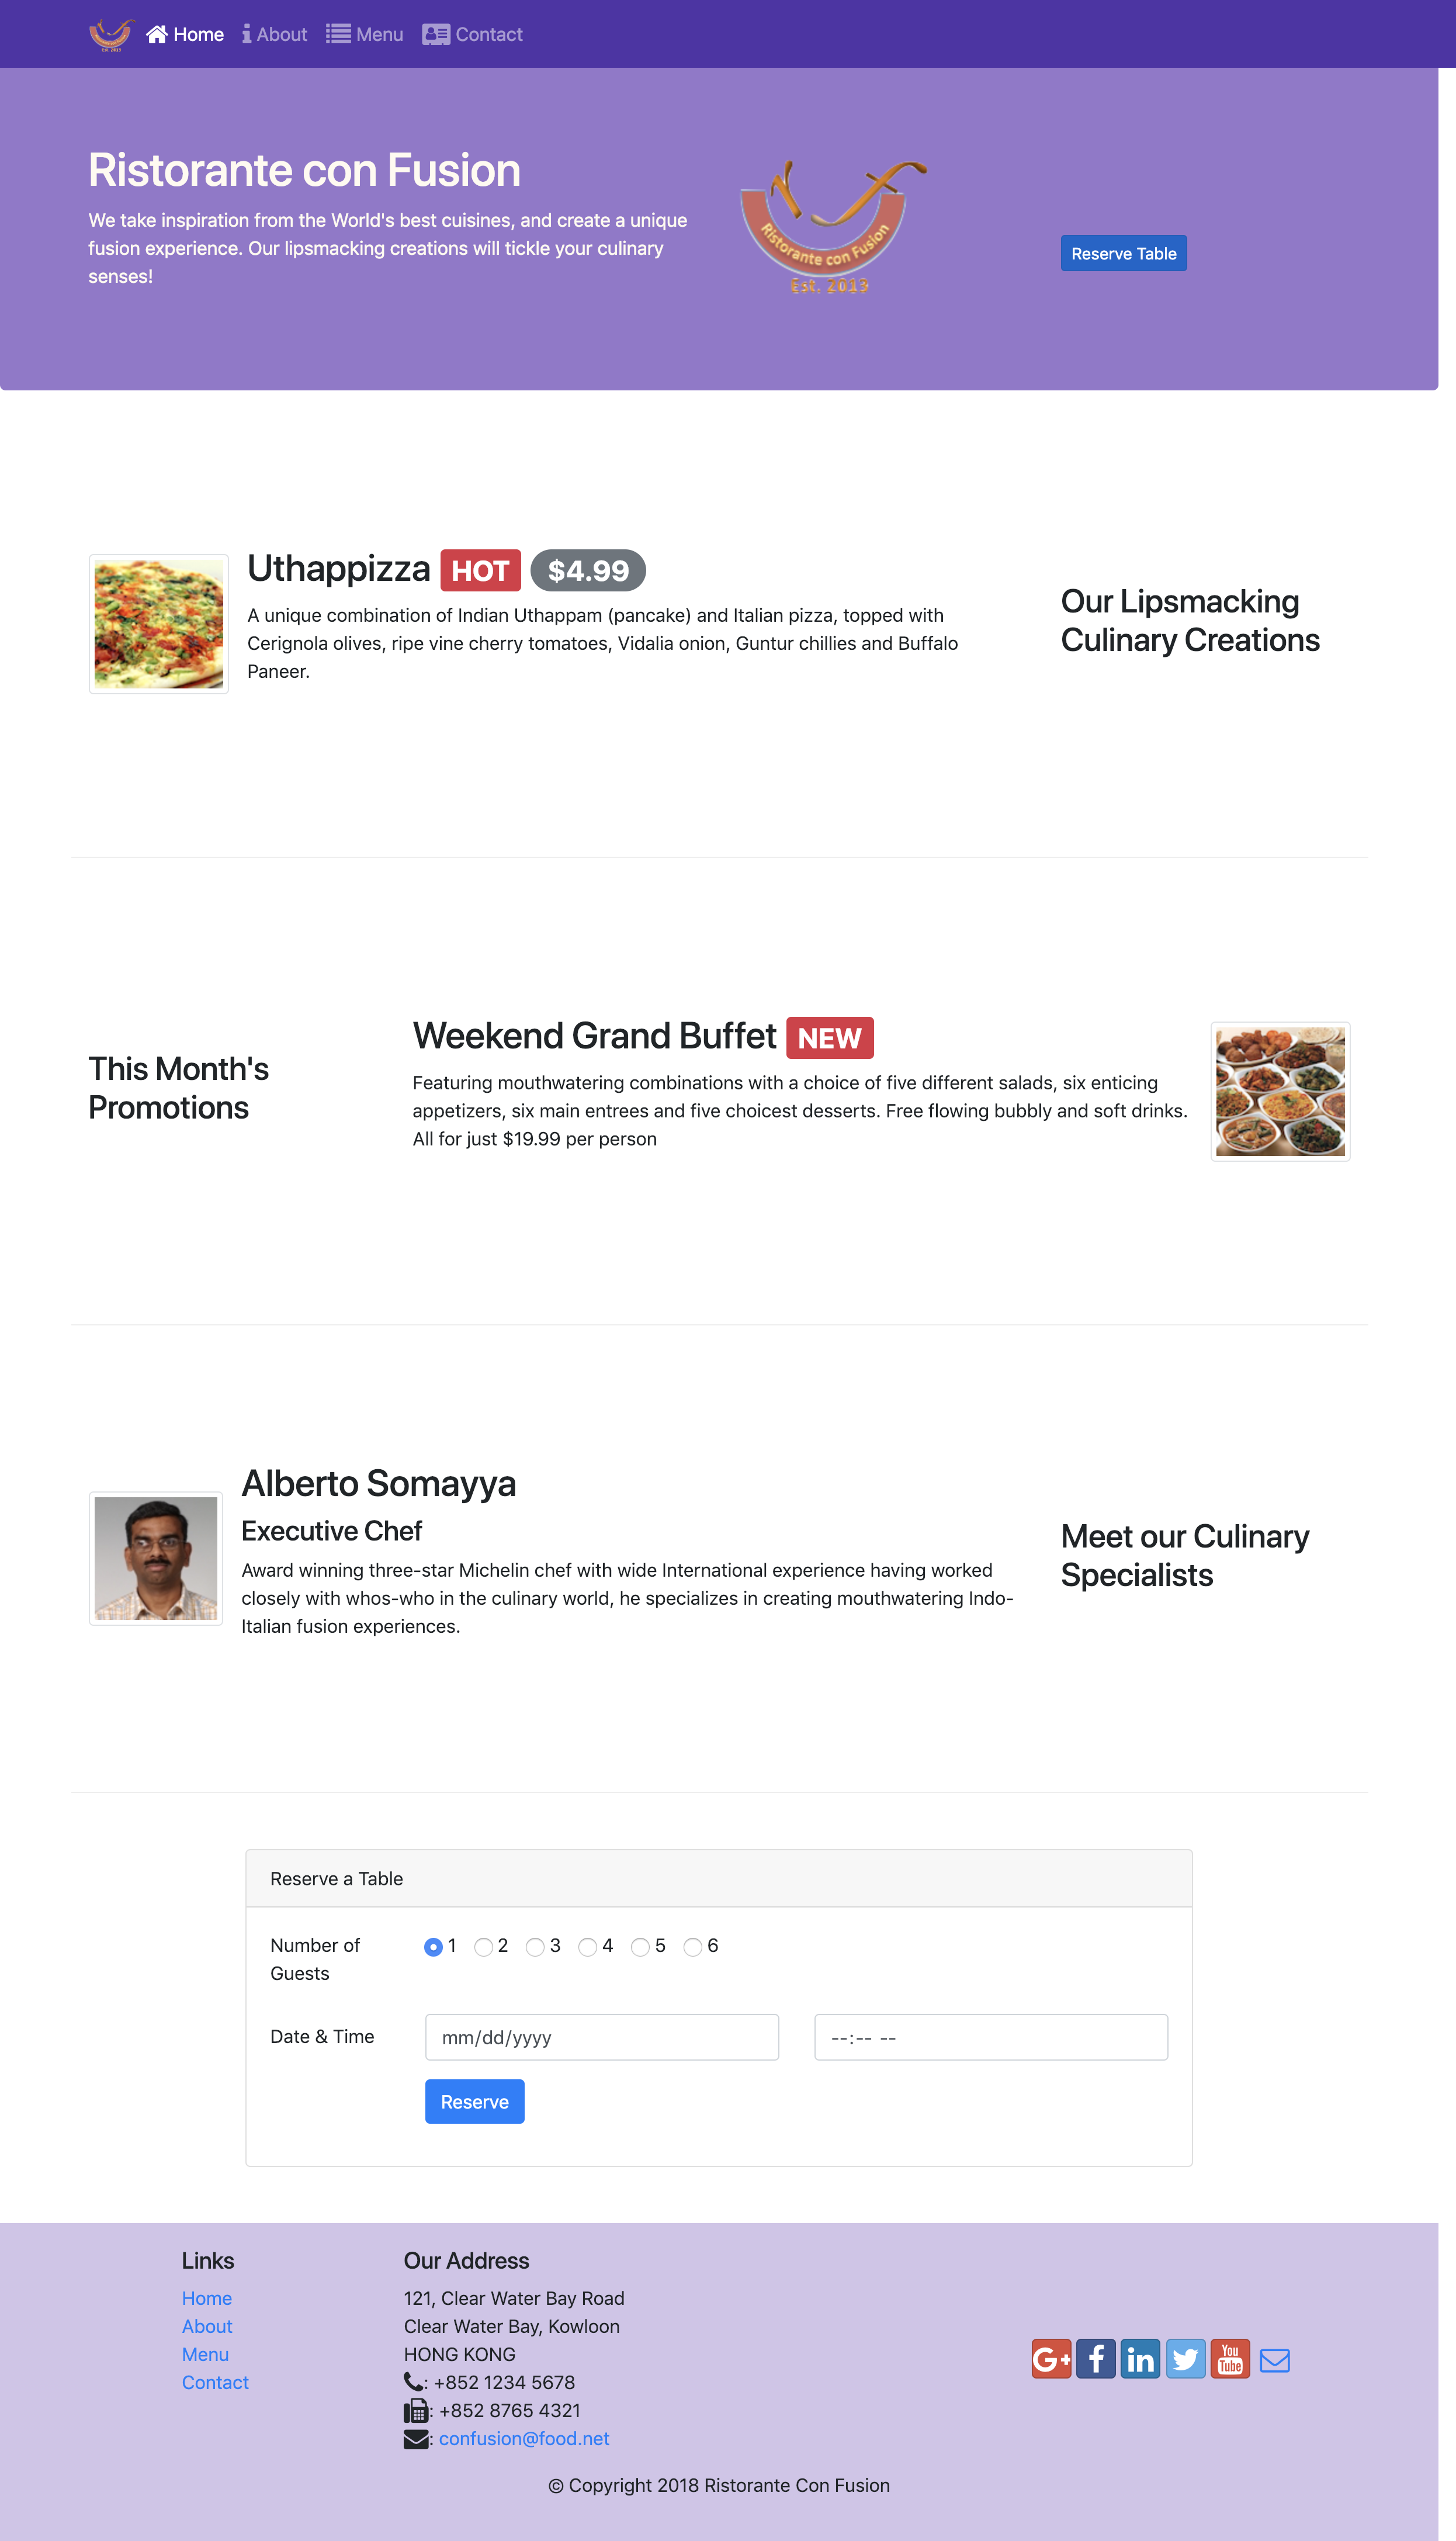 Home About Menu Contact
Ristorante con Fusion
We take inspiration from the World's best cuisines, and create a unique
fusion experience. Our lipsmacking creations will tickle your culinary
senses!
Ristorante con Fusion
Est. 2019
Reserve Table
Uthappizza HOT $4.99
A unique combination of Indian Uthappam (pancake) and Italian pizza, topped with
Cerignola olives, ripe vine cherry tomatoes, Vidalia onion, Guntur chillies and Buffalo
Paneer.
Our Lipsmacking
Culinary Creations
This Month's
Promotions
Weekend Grand Buffet NEW
Featuring mouthwatering combinations with a choice of five different salads, six enticing
appetizers, six main entrees and five choicest desserts. Free flowing bubbly and soft drinks.
All for just $19.99 per person
Alberto Somayya
Executive Chef
Award winning three-star Michelin chef with wide International experience having worked
closely with whos-who in the culinary world, he specializes in creating mouthwatering Indo-
Italian fusion experiences.
Meet our Culinary
Specialists
Reserve a Table
Number of
Guests
1 2 3 4 5 6
Date & Time
mm/dd/yyyy
--:-- --
Reserve
Links
Home
About
Menu
Contact
Our Address
121, Clear Water Bay Road
Clear Water Bay, Kowloon
HONG KONG
: +852 1234 5678
: +852 8765 4321
: confusion@food.net
G+ f in You Tube
© Copyright 2018 Ristorante Con Fusion